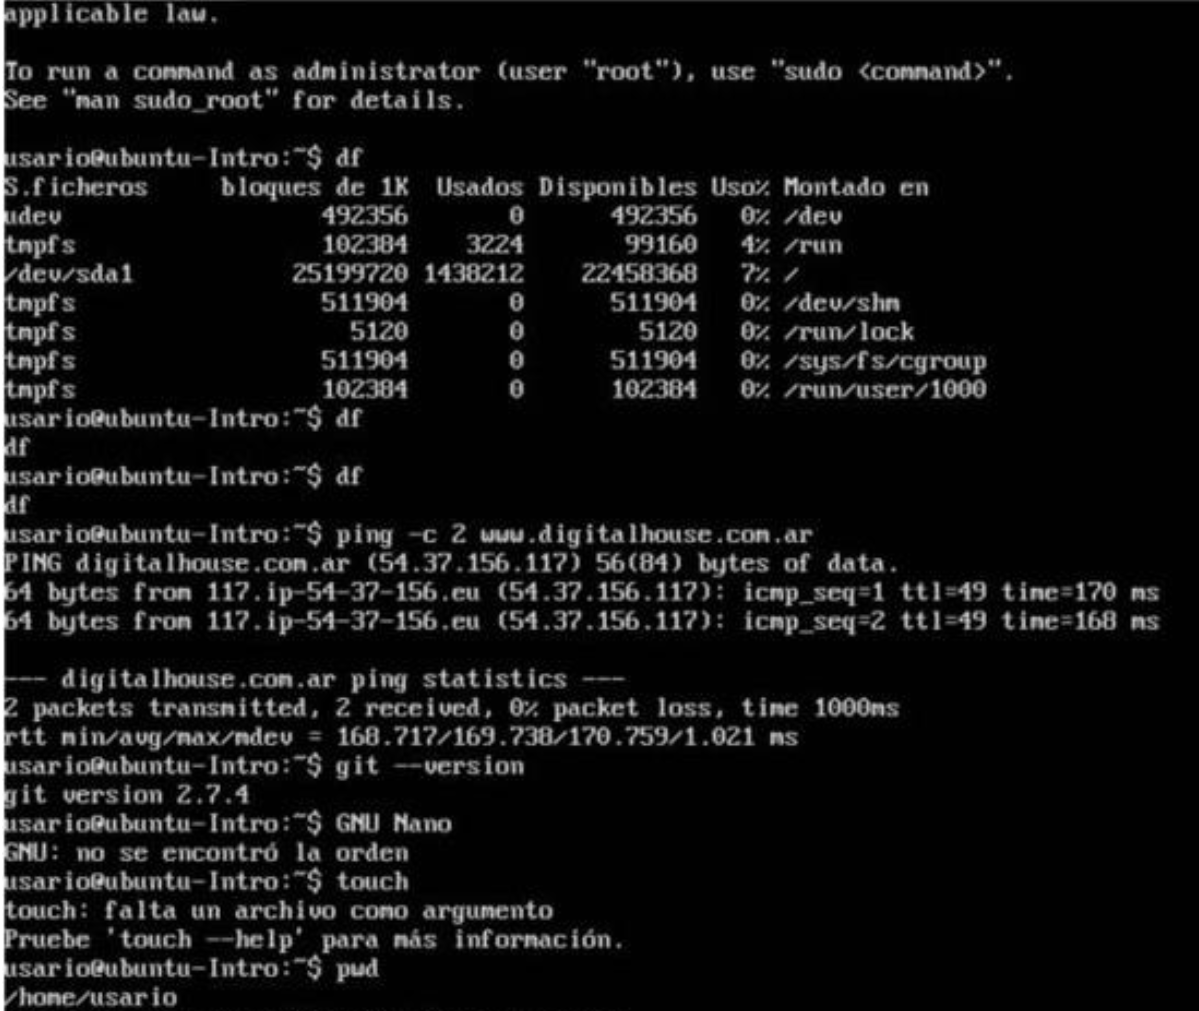 applicable law.
To run a command as administrator (user "root"), use "sudo <command>".
See "man sudo_root" for details.
usario@ubuntu-Intro:~$ df
S.ficheros bloques de 1K Usados Disponibles Uso% Montado en
udev 492356 0 492356 0% /dev
tmpfs 102384 3224 99160 4% /run
/dev/sda1 25199720 1438212 22458368 7% /
tmpfs 511904 0 511904 0% /dev/shm
tmpfs 5120 0 5120 0% /run/lock
tmpfs 511904 0 511904 0% /sys/fs/cgroup
tmpfs 102384 0 102384 0% /run/user/1000
usario@ubuntu-Intro:~$ df
df
usario@ubuntu-Intro:~$ df
df
usario@ubuntu-Intro:~$ ping -c 2 www.digitalhouse.com.ar
PING digitalhouse.com.ar (54.37.156.117) 56(84) bytes of data.
64 bytes from 117.ip-54-37-156.eu (54.37.156.117): icmp_seq=1 ttl=49 time=170 ms
64 bytes from 117.ip-54-37-156.eu (54.37.156.117): icmp_seq=2 ttl=49 time=168 ms
--- digitalhouse.com.ar ping statistics ---
2 packets transmitted, 2 received, 0% packet loss, time 1000ms
rtt min/avg/max/mdev = 168.717/169.738/170.759/1.021 ms
usario@ubuntu-Intro:~$ git --version
git version 2.7.4
usario@ubuntu-Intro:~$ GNU Nano
GNU: no se encontró la orden
usario@ubuntu-Intro:~$ touch
touch: falta un archivo como argumento
Pruebe 'touch --help' para más información.
usario@ubuntu-Intro:~$ pwd
/home/usario